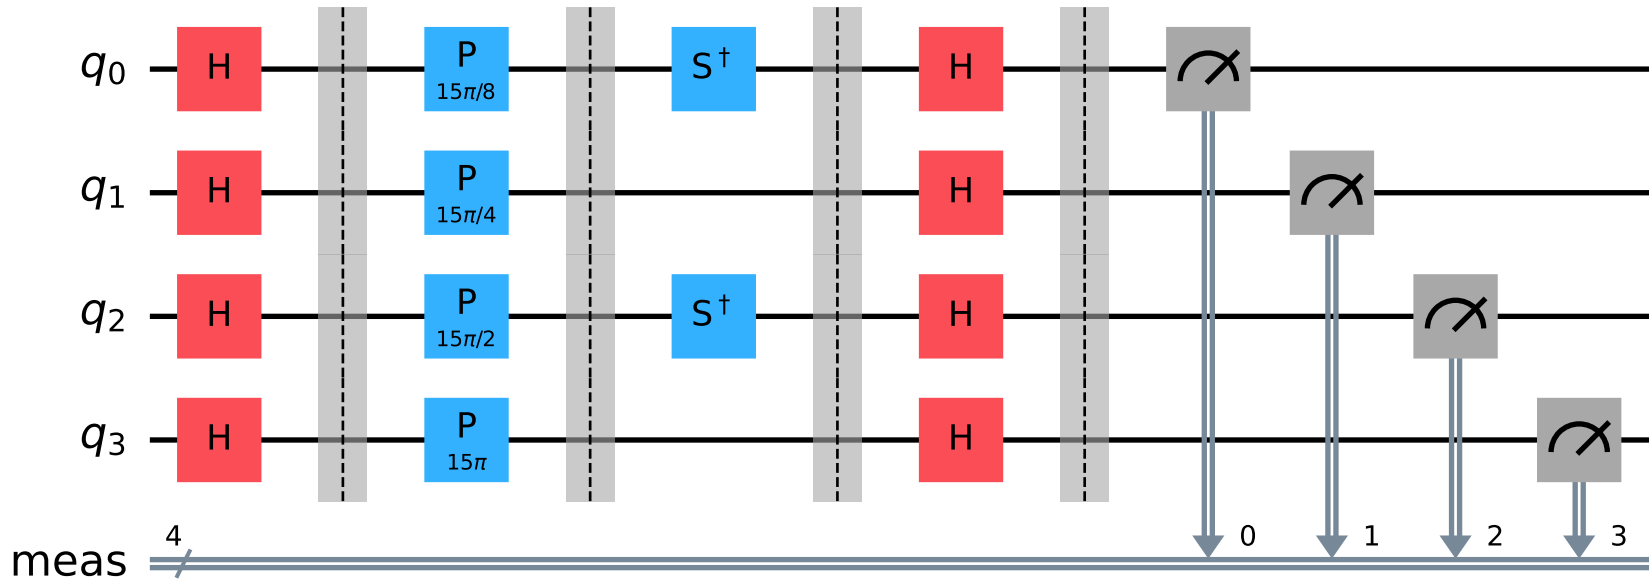 q0 H P 15π/8 S† H
q1 H P 15π/4 H
q2 H P 15π/2 S† H
q3 H P 15π H
4 0 1 2 3
meas